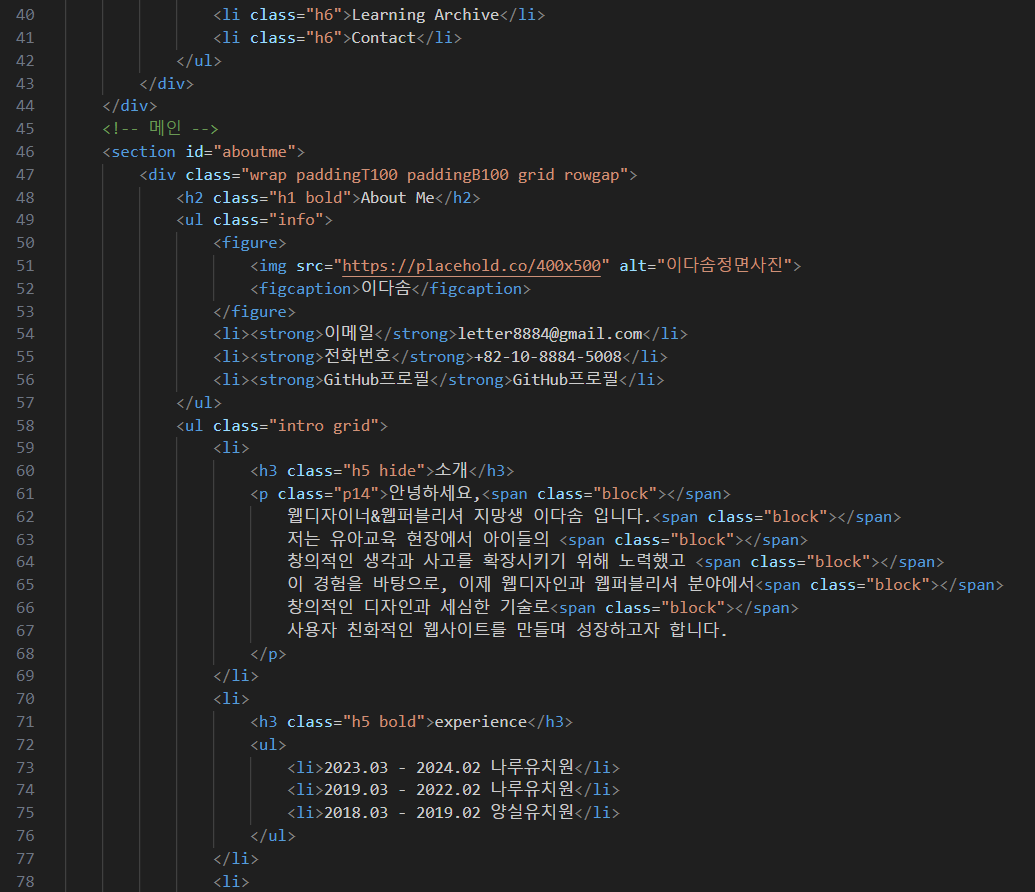 40 <li class="h6">Learning Archive</li>
41 <li class="h6">Contact</li>
42 </ul>
43 </div>
44 </div>
45 <!-- 메인 -->
46 <section id="aboutme">
47 <div class="wrap paddingT100 paddingB100 grid rowgap">
48 <h2 class="h1 bold">About Me</h2>
49 <ul class="info">
50 <figure>
51 <img src="https://placehold.co/400x500" alt="이다솜정면사진">
52 <figcaption>이다솜</figcaption>
53 </figure>
54 <li><strong>이메일</strong>letter8884@gmail.com</li>
55 <li><strong>전화번호</strong>+82-10-8884-5008</li>
56 <li><strong>GitHub프로필</strong>GitHub프로필</li>
57 </ul>
58 <ul class="intro grid">
59 <li>
60 <h3 class="h5 hide">소개</h3>
61 <p class="p14">안녕하세요,<span class="block"></span>
62 웹디자이너&웹퍼블리셔 지망생 이다솜 입니다.<span class="block"></span>
63 저는 유아교육 현장에서 아이들의 <span class="block"></span>
64 창의적인 생각과 사고를 확장시키기 위해 노력했고 <span class="block"></span>
65 이 경험을 바탕으로, 이제 웹디자인과 웹퍼블리셔 분야에서<span class="block"></span>
66 창의적인 디자인과 세심한 기술로<span class="block"></span>
67 사용자 친화적인 웹사이트를 만들며 성장하고자 합니다.
68 </p>
69 </li>
70 <li>
71 <h3 class="h5 bold">experience</h3>
72 <ul>
73 <li>2023.03 - 2024.02 나루유치원</li>
74 <li>2019.03 - 2022.02 나루유치원</li>
75 <li>2018.03 - 2019.02 양실유치원</li>
76 </ul>
77 </li>
78 <li>